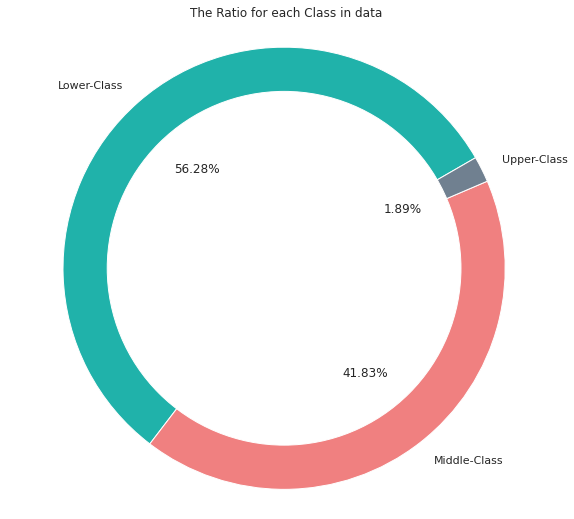 The Ratio for each Class in data
Lower-Class
Upper-Class
56.28%
1.89%
41.83%
Middle-Class